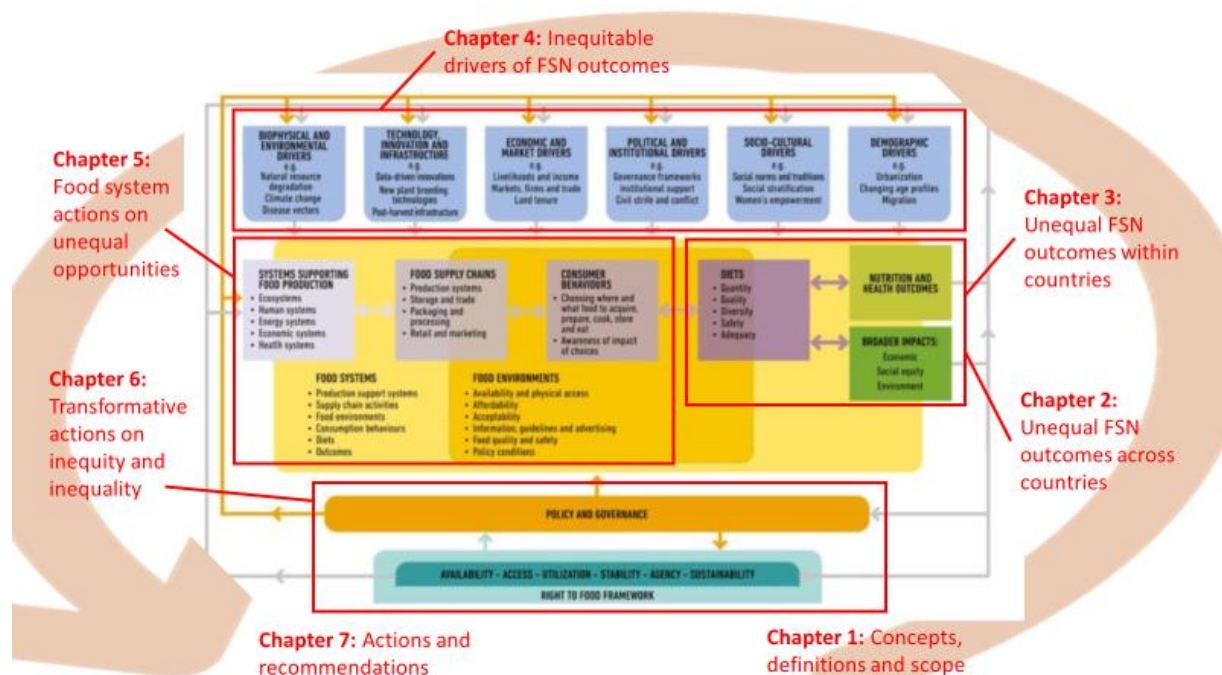 Chapter 4: Inequitable
drivers of FSN outcomes
BIOPHYSICAL AND
ENVIRONMENTAL
DRIVERS
e.g.
Natural resource
degradation
Climate change
Disease vectors
TECHNOLOGY,
INNOVATION AND
INFRASTRUCTURE
e.g.
Data-driven innovations
New plant breeding
technologies
Post-harvest infrastructure
ECONOMIC AND
MARKET DRIVERS
e.g.
Livelihoods and income
Markets, firms and trade
Land tenure
POLITICAL AND
INSTITUTIONAL DRIVERS
e.g.
Governance frameworks
Institutional support
Civil strife and conflict
SOCIO-CULTURAL
DRIVERS
e.g.
Social norms and traditions
Social stratification
Women's empowerment
DEMOGRAPHIC
DRIVERS
e.g.
Urbanization
Changing age profiles
Migration
Chapter 5:
Food system
actions on
unequal
opportunities
Chapter 3:
Unequal FSN
outcomes within
countries
SYSTEMS SUPPORTING
FOOD PRODUCTION
• Ecosystems
• Human systems
• Energy systems
• Economic systems
• Health systems
FOOD SUPPLY CHAINS
• Production systems
• Storage and trade
• Packaging and
processing
• Retail and marketing
CONSUMER
BEHAVIOURS
• Choosing where and
what food to acquire,
prepare, cook, store
and eat
• Awareness of impact
of choices
DIETS
• Quantity
• Quality
• Diversity
• Safety
• Adequacy
NUTRITION AND
HEALTH OUTCOMES
BROADER IMPACTS:
Economic
Social equity
Environment
FOOD SYSTEMS
• Production support systems
• Supply chain activities
• Food environments
• Consumption behaviours
• Diets
• Outcomes
FOOD ENVIRONMENTS
• Availability and physical access
• Affordability
• Acceptability
• Information, guidelines and advertising
• Food quality and safety
• Policy conditions
Chapter 6:
Transformative
actions on
inequity and
inequality
Chapter 2:
Unequal FSN
outcomes across
countries
POLICY AND GOVERNANCE
AVAILABILITY – ACCESS – UTILIZATION – STABILITY – AGENCY – SUSTAINABILITY
RIGHT TO FOOD FRAMEWORK
Chapter 7: Actions and
recommendations
Chapter 1: Concepts,
definitions and scope